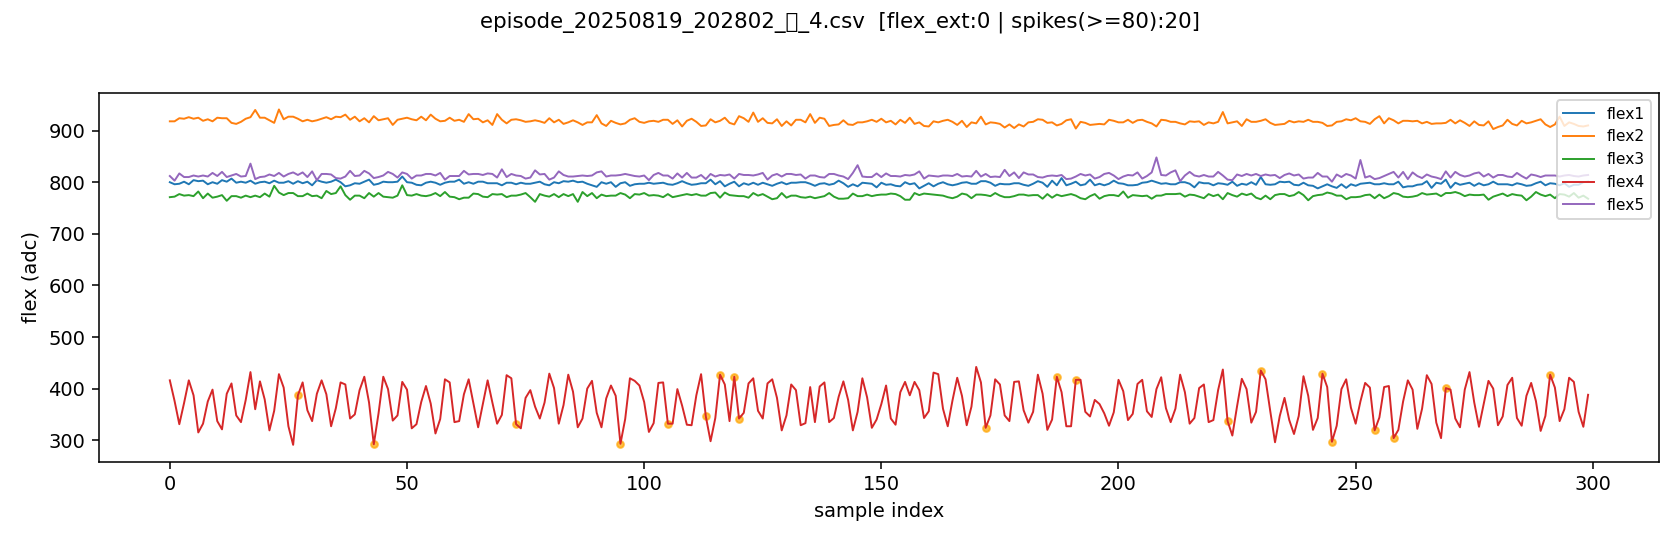 episode_20250819_202802_▯_4.csv  [flex_ext:0 | spikes(>=80):20]
flex (adc)
900
800
700
600
500
400
300
flex1
flex2
flex3
flex4
flex5
0 50 100 150 200 250 300
sample index